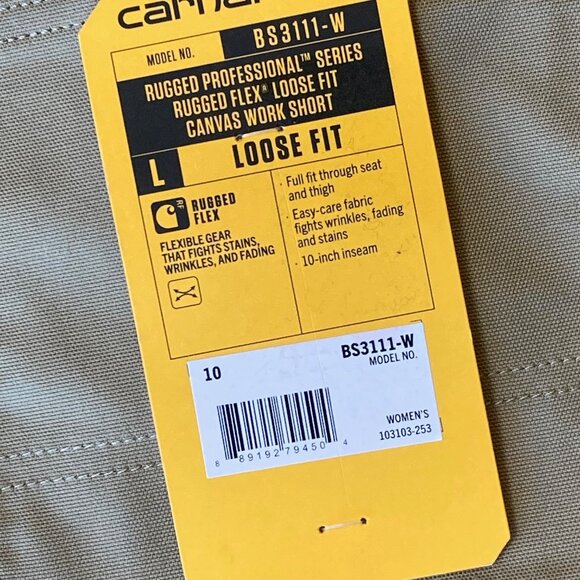 carhar
MODEL NO. BS3111-W
RUGGED PROFESSIONAL™ SERIES
RUGGED FLEX® LOOSE FIT
CANVAS WORK SHORT
L LOOSE FIT
RUGGED
FLEX
FLEXIBLE GEAR
THAT FIGHTS STAINS,
WRINKLES, AND FADING
· Full fit through seat
and thigh
· Easy-care fabric
fights wrinkles, fading
and stains
· 10-inch inseam
10 BS3111-W
MODEL NO.
WOMEN'S
103103-253
8 89192 79450 4